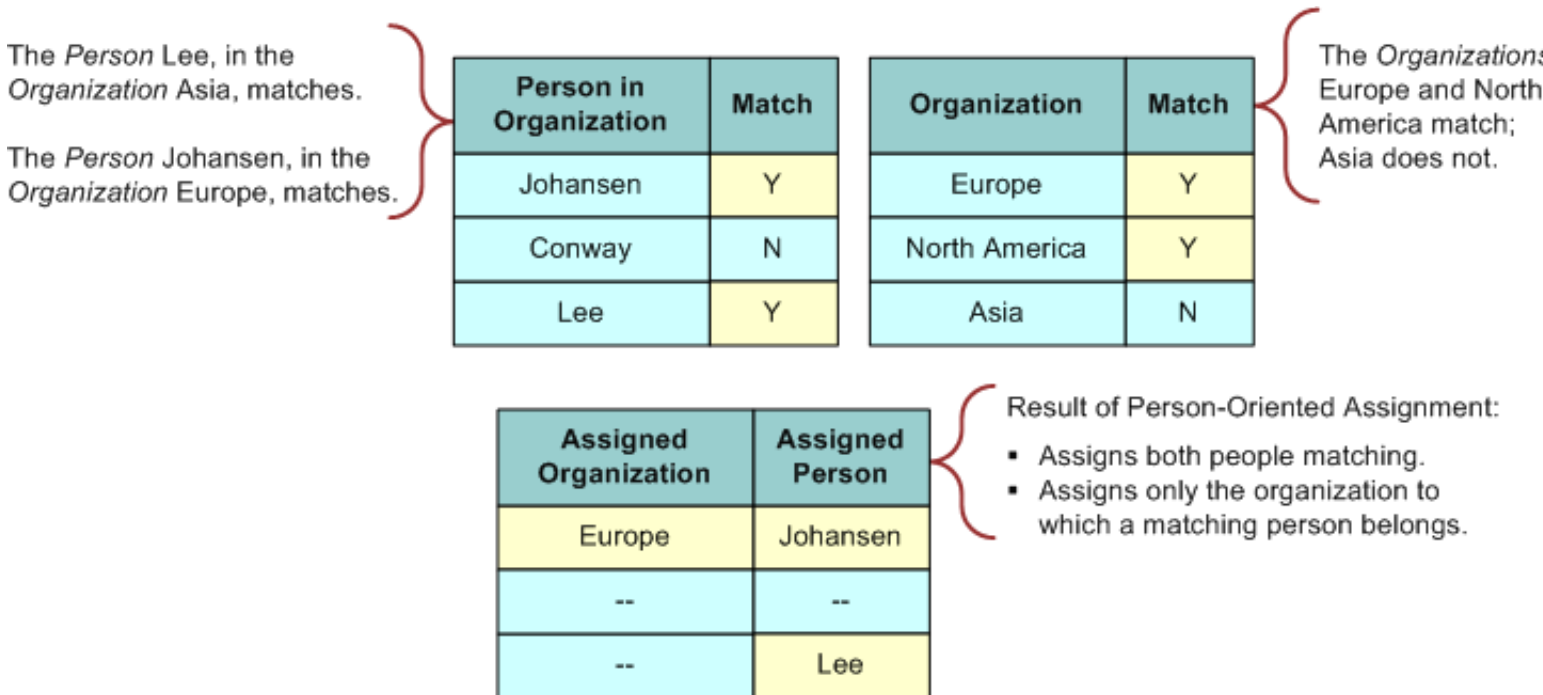 The Person Lee, in the
Organization Asia, matches.
The Person Johansen, in the
Organization Europe, matches.
Person in
Organization
Match
Johansen
Y
Conway
N
Lee
Y
Organization
Match
Europe
Y
North America
Y
Asia
N
The Organizations
Europe and North
America match;
Asia does not.
Assigned
Organization
Assigned
Person
Europe
Johansen
--
--
--
Lee
Result of Person-Oriented Assignment:
▪ Assigns both people matching.
▪ Assigns only the organization to
which a matching person belongs.